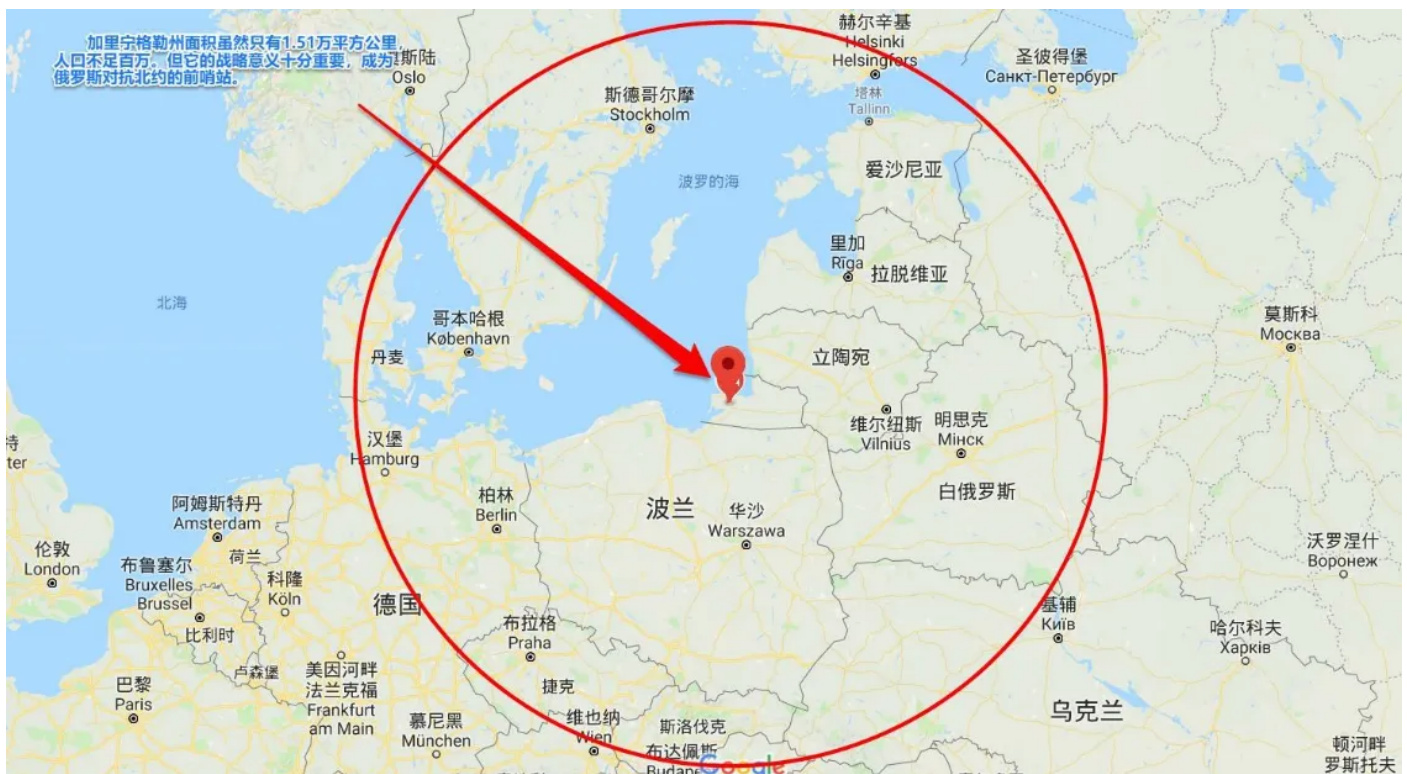 加里宁格勒州面积虽然只有1.51万平方公里，
人口不足百万，但它的战略意义十分重要，成为
俄罗斯对抗北约的前哨站。
斯陆
Oslo
赫尔辛基
Helsinki
Helsingfors
圣彼得堡
Санкт-Петербург
塔林
Tallinn
斯德哥尔摩
Stockholm
波罗的海
爱沙尼亚
里加
Rīga
拉脱维亚
北海
哥本哈根
København
丹麦
立陶宛
莫斯科
Москва
维尔纽斯
Vilnius
明思克
Мінск
白俄罗斯
汉堡
Hamburg
特
ter
柏林
Berlin
波兰
华沙
Warszawa
阿姆斯特丹
Amsterdam
荷兰
伦敦
London
布鲁塞尔
Bruxelles
Brussel
比利时
科隆
Köln
德国
沃罗涅什
Воронеж
基辅
Київ
哈尔科夫
Харків
布拉格
Praha
捷克
卢森堡
美因河畔
法兰克福
Frankfurt
am Main
巴黎
Paris
慕尼黑
München
维也纳
Wien
斯洛伐克
布达佩斯
Budape
Google
乌克兰
顿河畔
罗斯托夫